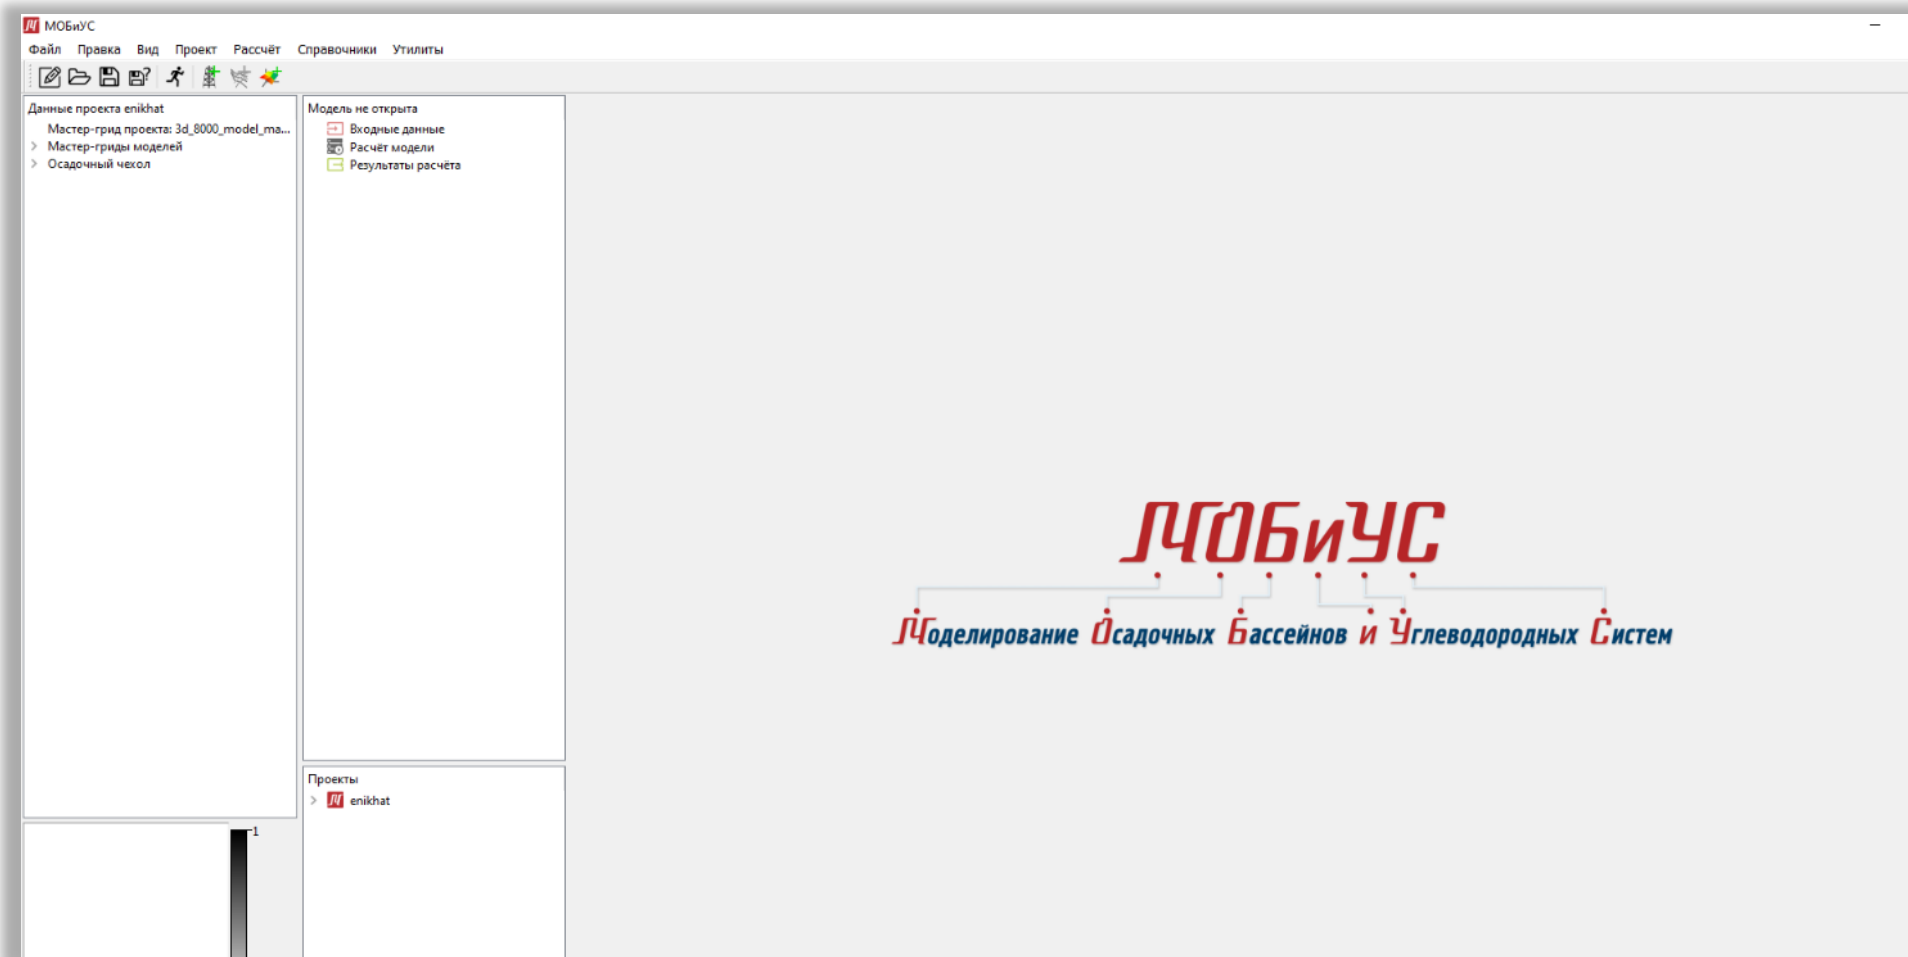 МОБиУС
Файл Правка Вид Проект Рассчёт Справочники Утилиты
Данные проекта enikhat
Мастер-грид проекта: 3d_8000_model_ma...
Мастер-гриды моделей
Осадочный чехол
Модель не открыта
Входные данные
Расчёт модели
Результаты расчёта
МОБиУС
Моделирование Осадочных Бассейнов и Углеводородных Систем
Проекты
enikhat
1